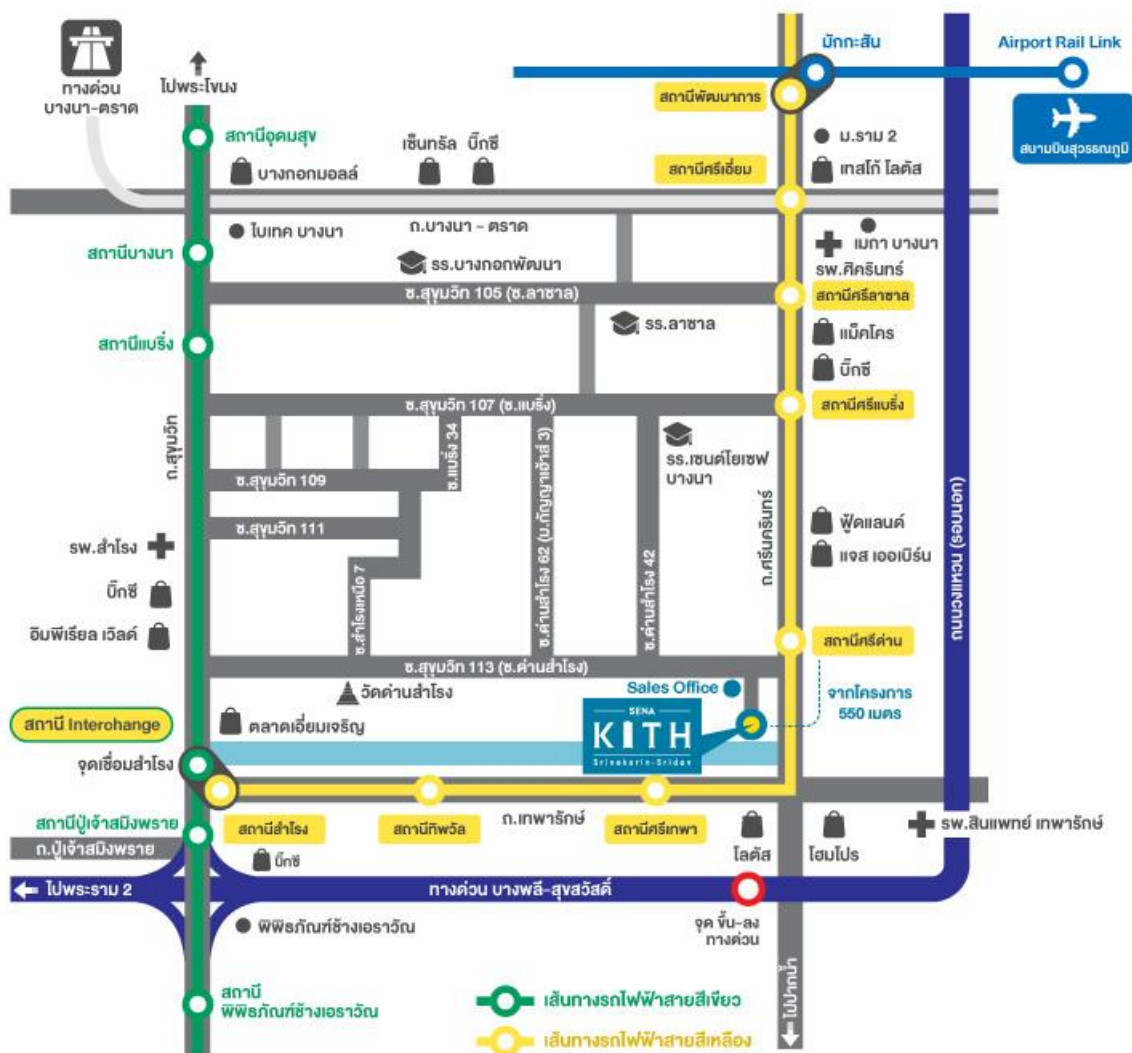 มักกะสัน
Airport Rail Link
ทางด่วน
บางนา-ตราด
ไปพระโขนง
สถานีพัฒนาการ
สนามบินสุวรรณภูมิ
สถานีอุดมสุข
เซ็นทรัล
บิ๊กซี
ม.ราม 2
บางกอกมอลล์
สถานีศรีเอี่ยม
เทสโก้ โลตัส
ไบเทค บางนา
ถ.บางนา - ตราด
เมกา บางนา
สถานีบางนา
รร.บางกอกพัฒนา
รพ.ศิครินทร์
ซ.สุขุมวิท 105 (ซ.ลาซาล)
สถานีศรีลาซาล
รร.ลาซาล
แม็คโคร
สถานีแบริ่ง
บิ๊กซี
ซ.สุขุมวิท 107 (ซ.แบริ่ง)
สถานีศรีแบริ่ง
ถ.สุขุมวิท
ซ.แบริ่ง 34
รร.เซนต์โยเซฟ
บางนา
ซ.สุขุมวิท 109
ซ.ด่านสำโรง 62 (ม.ทิญญาเฮ้าส์ 3)
ถ.ศรีนครินทร์
ถนนวงแหวน (รอบนอก)
ซ.สุขุมวิท 111
ฟู้ดแลนด์
รพ.สำโรง
แจส เออเบิร์น
ซ.สำโรงเหนือ 7
ซ.ด่านสำโรง 42
บิ๊กซี
อิมพีเรียล เวิลด์
สถานีศรีด่าน
ซ.สุขุมวิท 113 (ซ.ด่านสำโรง)
วัดด่านสำโรง
Sales Office
จากโครงการ
550 เมตร
SENA
KITH
Srinakarin-Sridan
สถานี Interchange
ตลาดเอี่ยมเจริญ
จุดเชื่อมสำโรง
สถานีปู่เจ้าสมิงพราย
สถานีสำโรง
สถานีทิพวัล
ถ.เทพารักษ์
สถานีศรีเทพา
รพ.สินแพทย์ เทพารักษ์
ถ.ปู่เจ้าสมิงพราย
บิ๊กซี
โลตัส
โฮมโปร
ไปพระราม 2
ทางด่วน บางพลี-สุขสวัสดิ์
พิพิธภัณฑ์ช้างเอราวัณ
จุด ขึ้น-ลง
ทางด่วน
ไปปากน้ำ
สถานี
พิพิธภัณฑ์ช้างเอราวัณ
เส้นทางรถไฟฟ้าสายสีเขียว
เส้นทางรถไฟฟ้าสายสีเหลือง